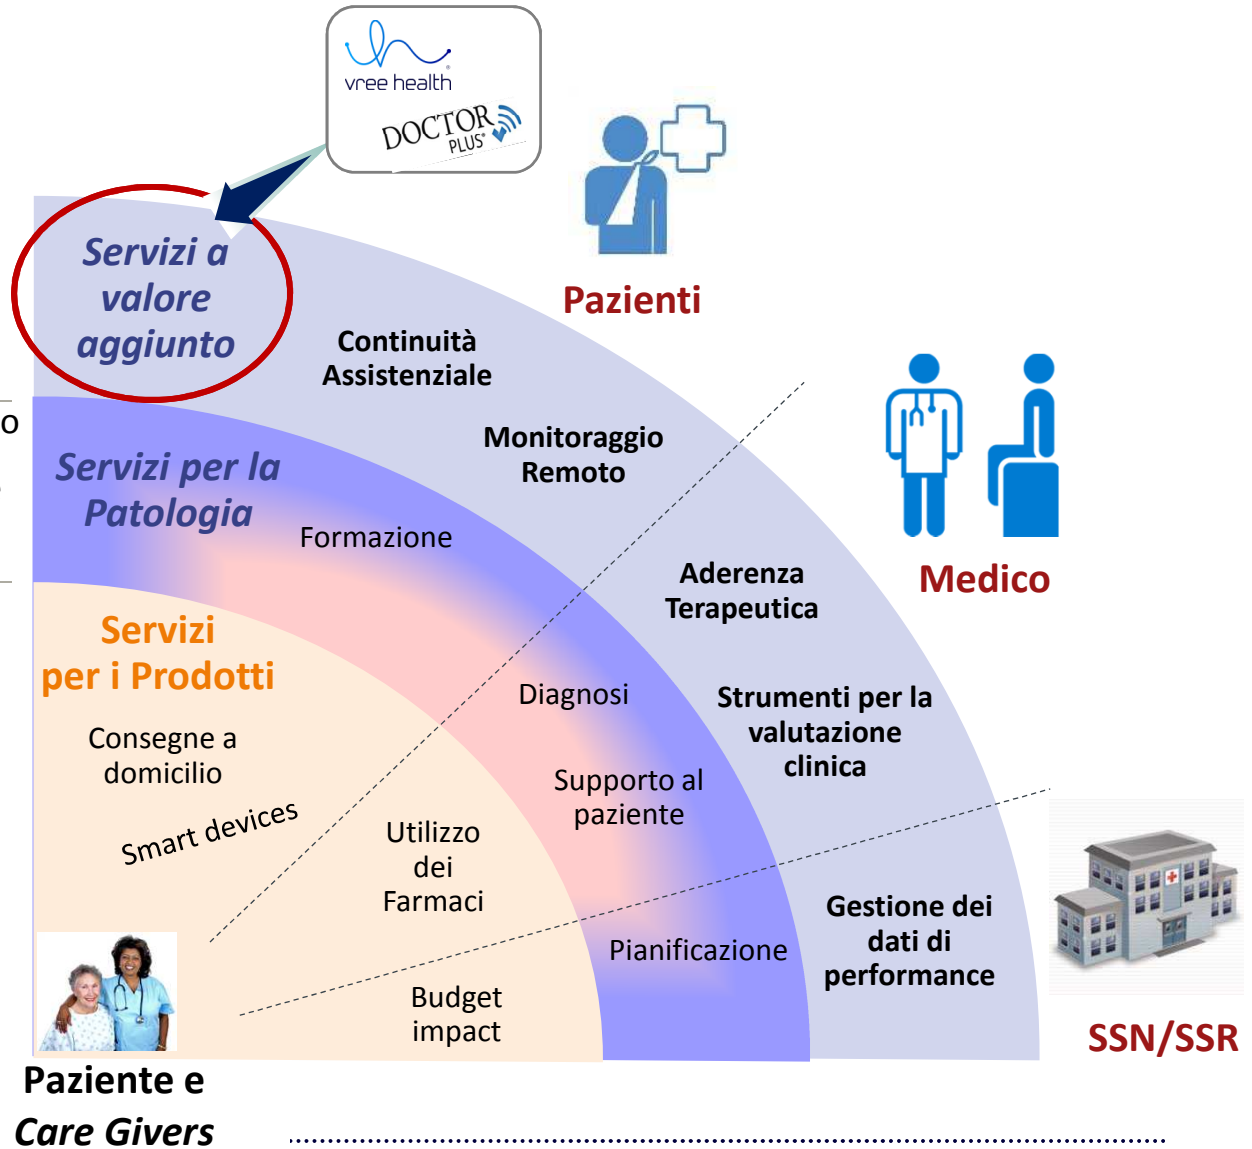 vree health
DOCTOR
PLUS®
Servizi a
valore
aggiunto
Pazienti
Continuità
Assistenziale
Monitoraggio
Remoto
o
Servizi per la
Patologia
Formazione
Medico
Aderenza
Terapeutica
Servizi
per i Prodotti
Diagnosi
Strumenti per la
valutazione
clinica
Consegne a
domicilio
Supporto al
paziente
Smart devices
Utilizzo
dei
Farmaci
Gestione dei
dati di
performance
Pianificazione
Budget
impact
SSN/SSR
Paziente e
Care Givers